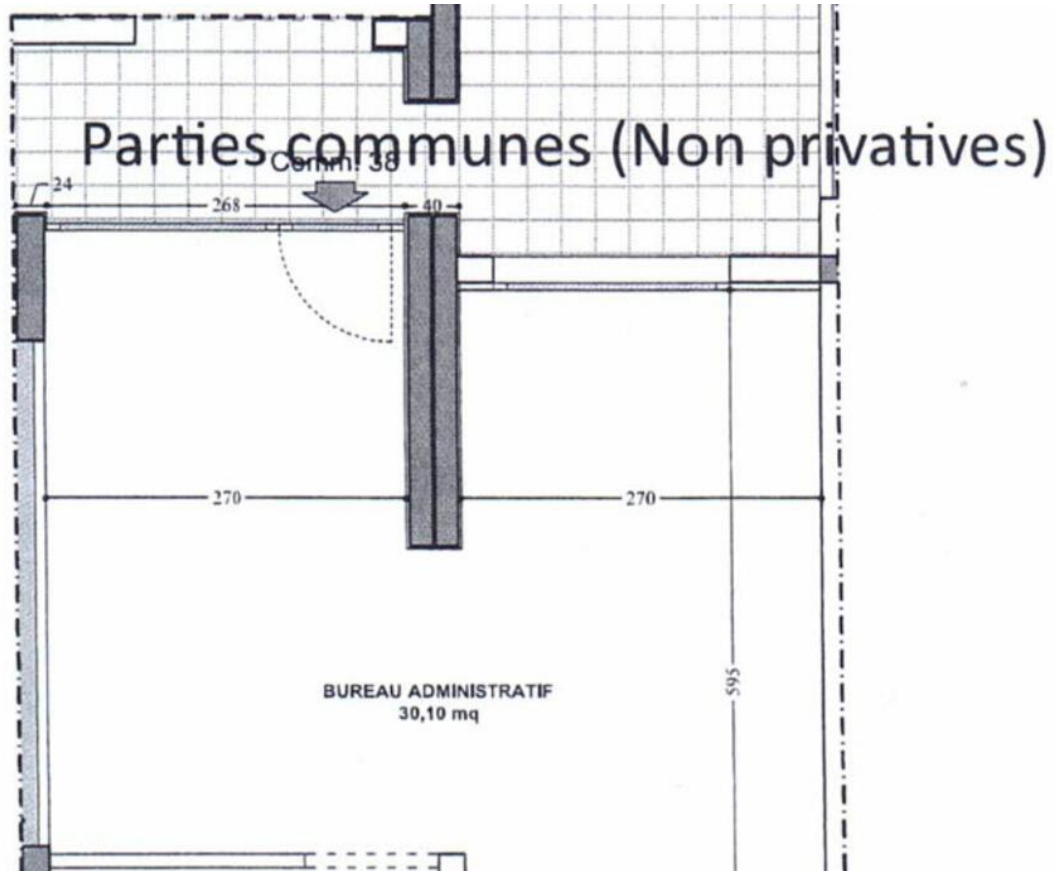 Parties communes (Non privatives)
Comm. 38
24
268
40
270
270
595
BUREAU ADMINISTRATIF
30,10 mq